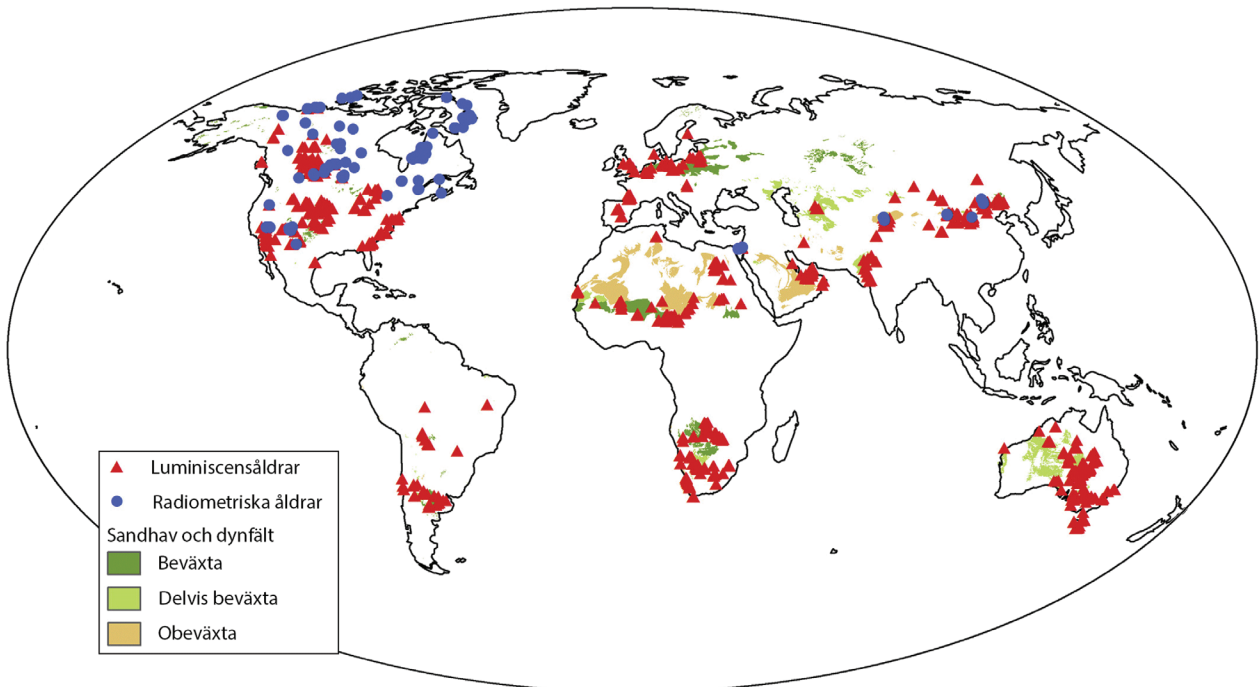 Luminiscensåldrar
Radiometriska åldrar
Sandhav och dynfält
Beväxta
Delvis beväxta
Obeväxta